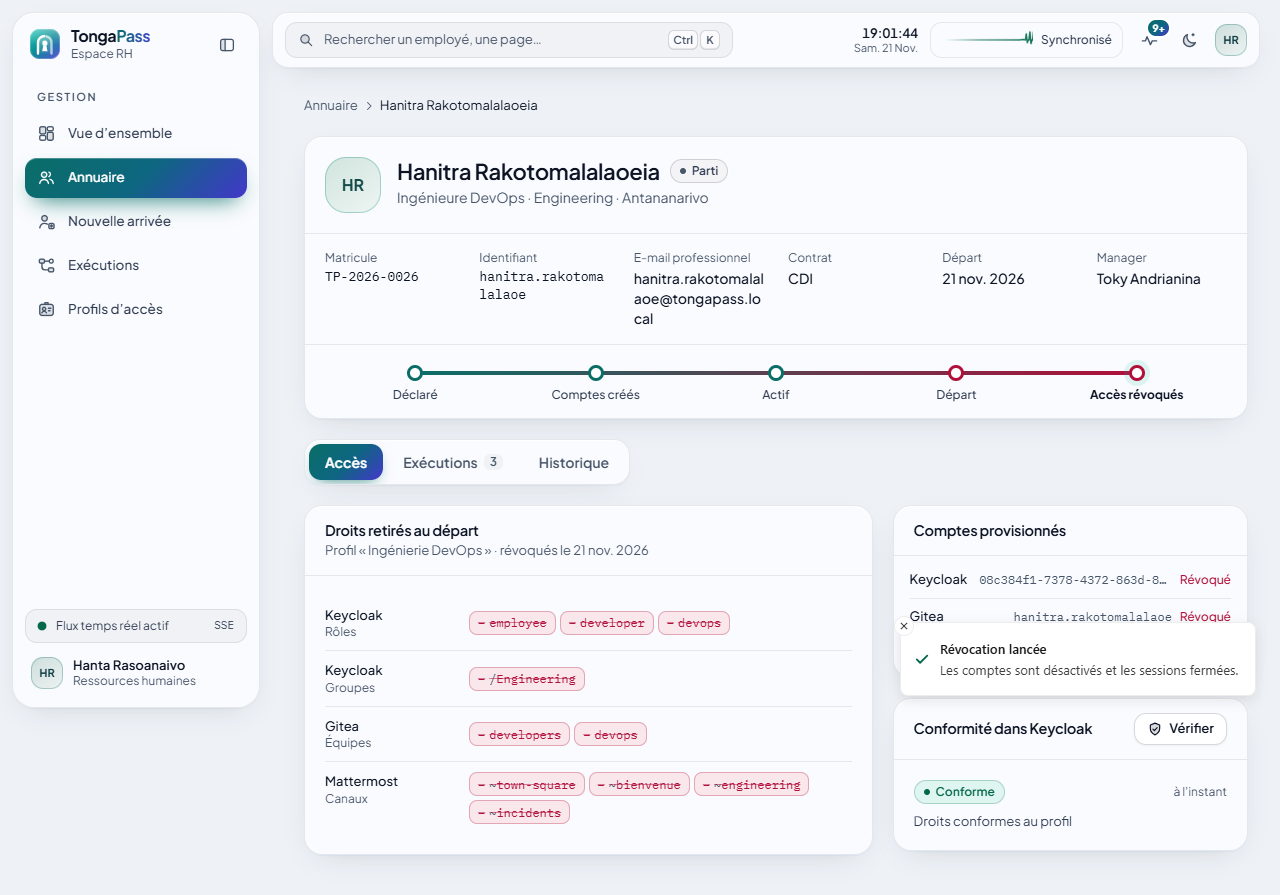 TongaPass
Espace RH
GESTION
Vue d'ensemble
Annuaire
Nouvelle arrivée
Exécutions
Profils d'accès
Flux temps réel actif SSE
HR Hanta Rasoanaivo
Ressources humaines
Rechercher un employé, une page… Ctrl K
19:01:44
Sam. 21 Nov.
Synchronisé
9+
HR
Annuaire > Hanitra Rakotomalalaoeia
HR
Hanitra Rakotomalalaoeia Parti
Ingénieure DevOps · Engineering · Antananarivo
Matricule
TP-2026-0026
Identifiant
hanitra.rakotoma
lalaoe
E-mail professionnel
hanitra.rakotomalal
aoe@tongapass.lo
cal
Contrat
CDI
Départ
21 nov. 2026
Manager
Toky Andrianina
Déclaré Comptes créés Actif Départ Accès révoqués
Accès Exécutions 3 Historique
Droits retirés au départ
Profil « Ingénierie DevOps » · révoqués le 21 nov. 2026
Keycloak
Rôles
− employee − developer − devops
Keycloak
Groupes
− /Engineering
Gitea
Équipes
− developers − devops
Mattermost
Canaux
− ~town-square − ~bienvenue − ~engineering
− ~incidents
Comptes provisionnés
Keycloak 08c384f1-7378-4372-863d-8… Révoqué
Gitea hanitra.rakotomalalaoe Révoqué
Révocation lancée
Les comptes sont désactivés et les sessions fermées.
Conformité dans Keycloak Vérifier
Conforme à l'instant
Droits conformes au profil